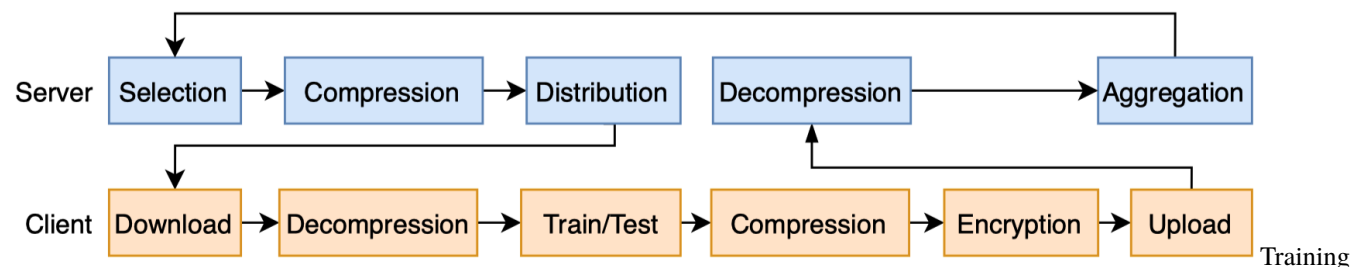 Server Selection Compression Distribution Decompression Aggregation
Client Download Decompression Train/Test Compression Encryption Upload
Training